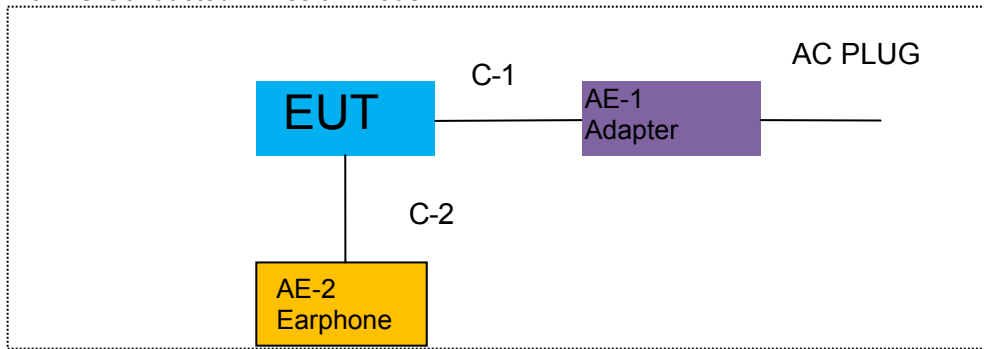 AC PLUG
C-1
EUT
AE-1
Adapter
C-2
AE-2
Earphone